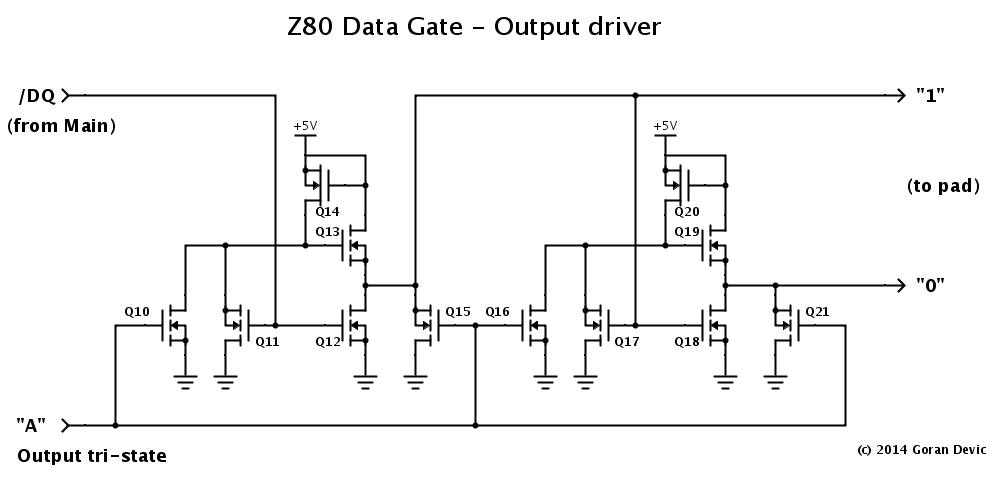 Z80 Data Gate - Output driver
/DQ
(from Main)
"1"
+5V
+5V
(to pad)
Q14
Q20
Q13
Q19
"0"
Q10
Q15
Q16
Q21
Q11
Q12
Q17
Q18
"A"
Output tri-state
(c) 2014 Goran Devic